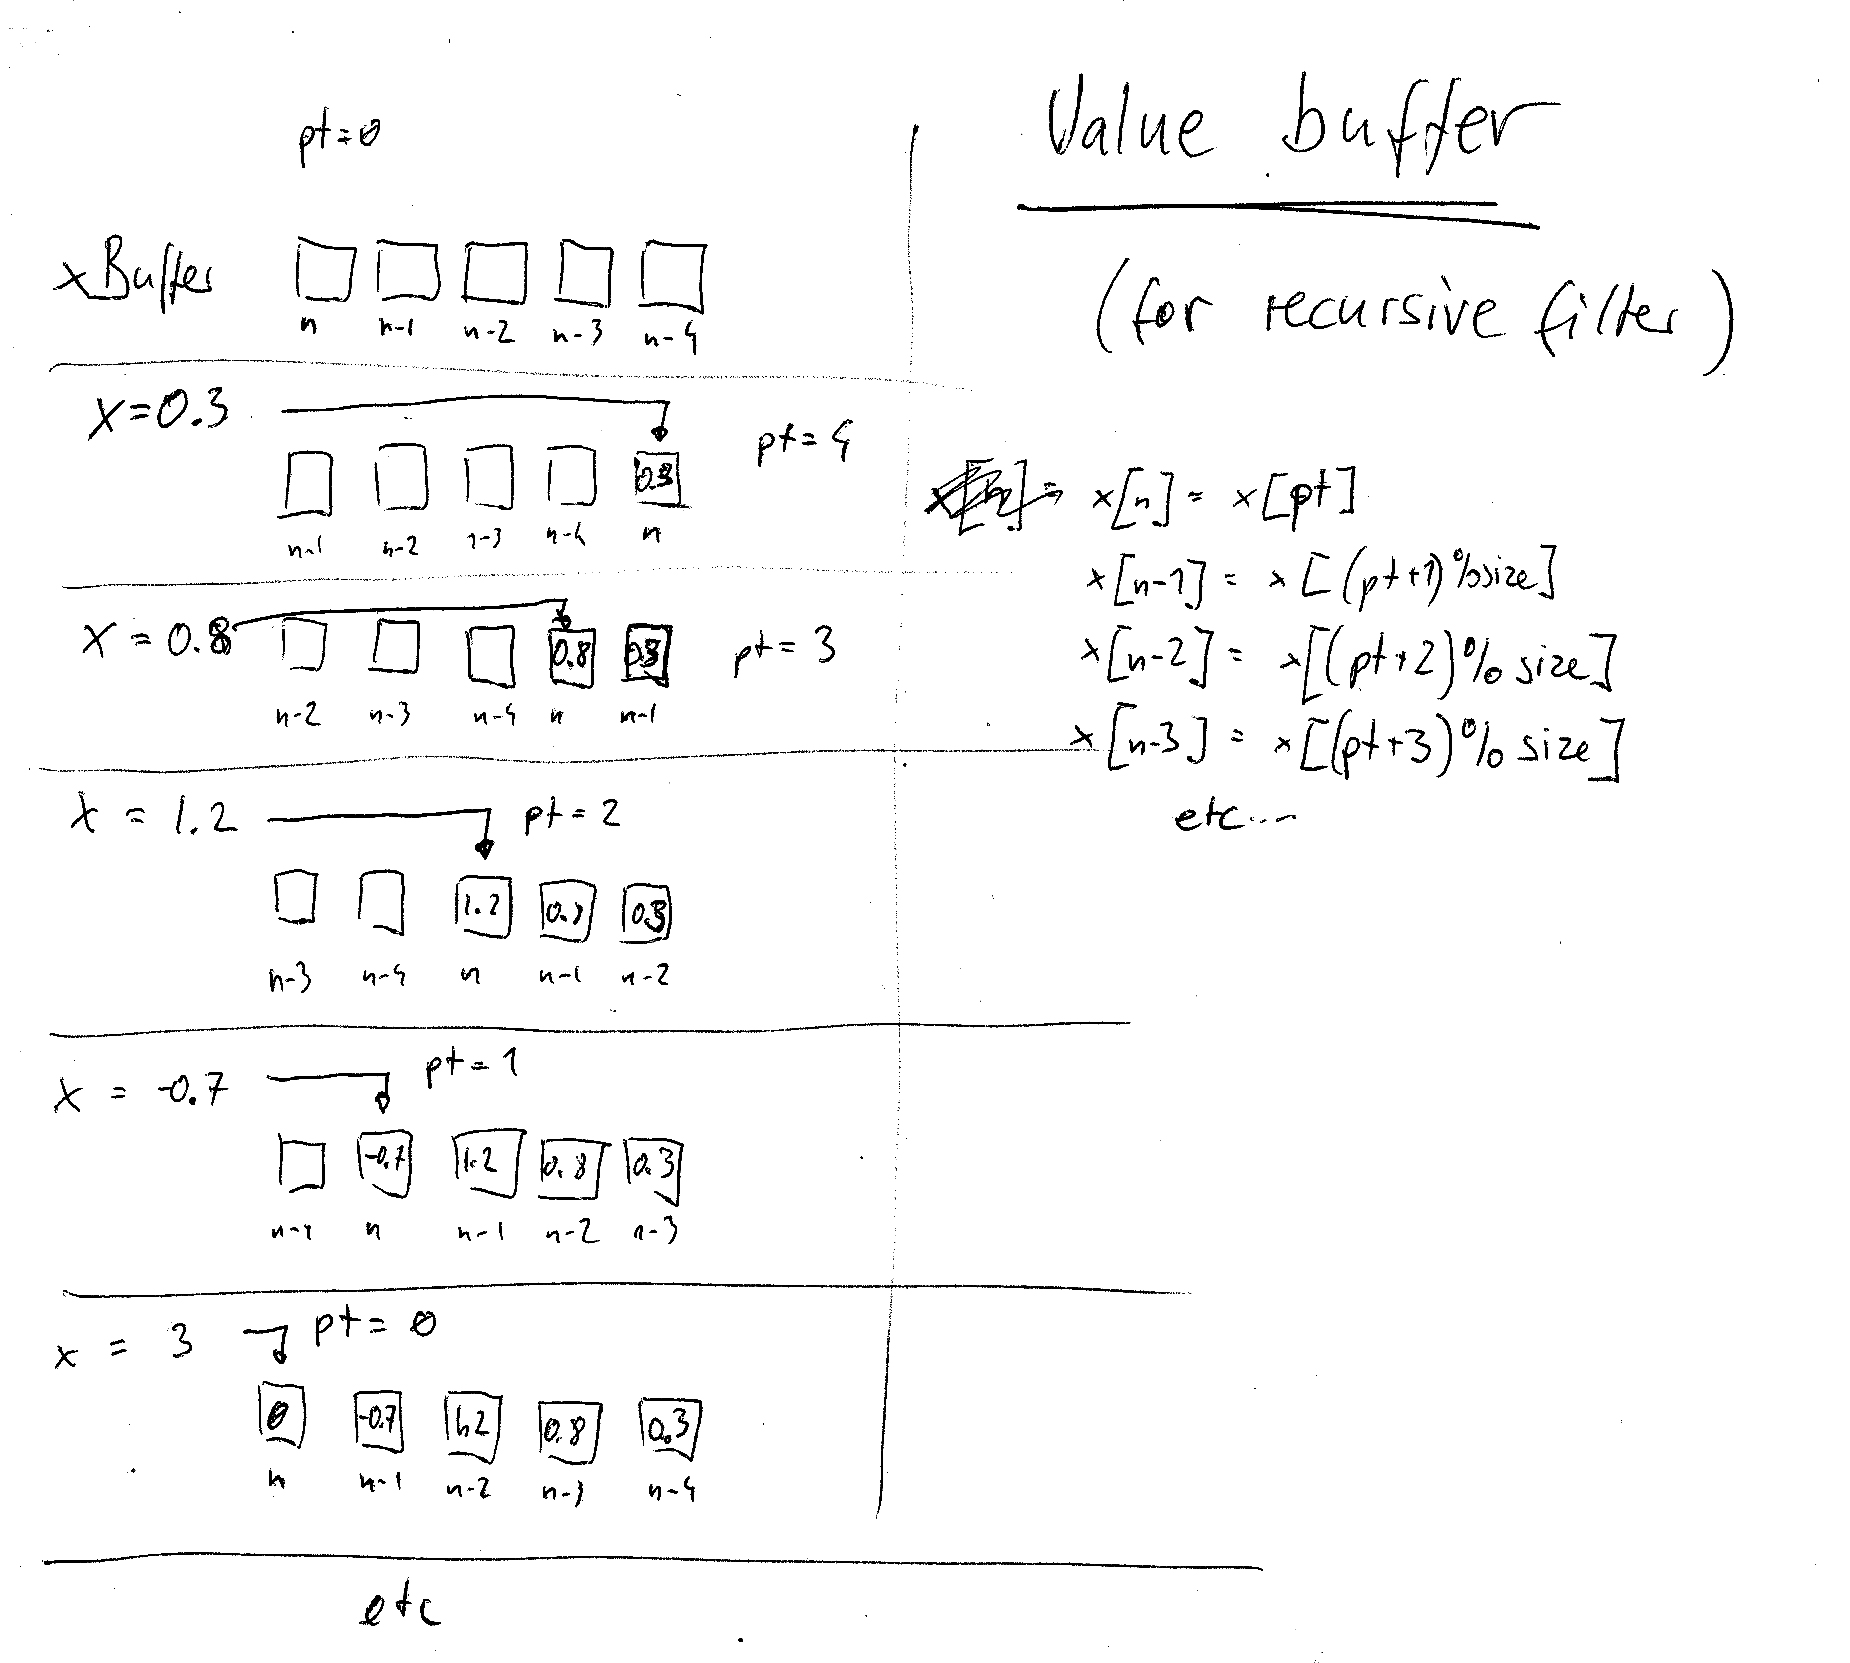 pt=0
xBuffer
n n-1 n-2 n-3 n-4
x=0.3
pt=4
0.3
n-1 n-2 n-3 n-4 n
x=0.8
0.8 0.3
pt=3
n-2 n-3 n-4 n n-1
x = 1.2
pt=2
1.2 0.8 0.3
n-3 n-4 n n-1 n-2
x = -0.7
pt=1
-0.7 1.2 0.8 0.3
n-4 n n-1 n-2 n-3
x = 3
pt=0
0 -0.7 1.2 0.8 0.3
n n-1 n-2 n-3 n-4
etc
Value buffer
(for recursive filter)
x[n] = x[pt]
x[n-1] = x[(pt+1)%size]
x[n-2] = x[(pt+2)%size]
x[n-3] = x[(pt+3)%size]
etc...